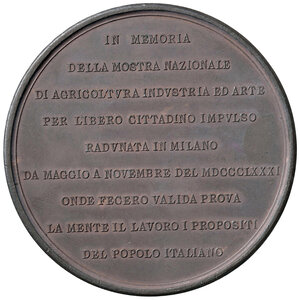 IN MEMORIA
DELLA MOSTRA NAZIONALE
DI AGRICOLTVRA INDVSTRIA ED ARTE
PER LIBERO CITTADINO IMPVLSO
RADVNATA IN MILANO
DA MAGGIO A NOVEMBRE DEL MDCCCLXXXI
ONDE FECERO VALIDA PROVA
LA MENTE IL LAVORO I PROPOSITI
DEL POPOLO ITALIANO